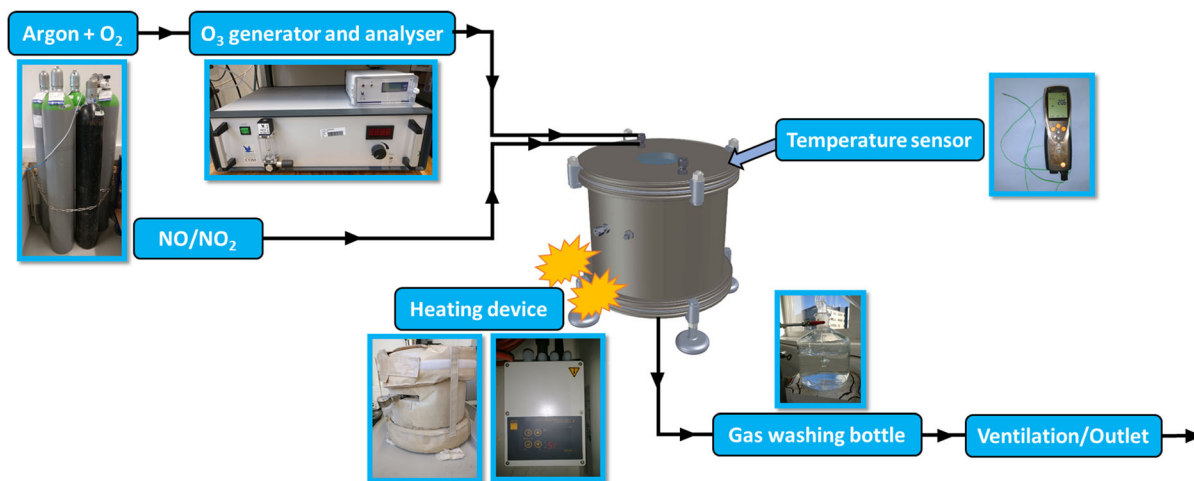 Argon + O₂
O₃ generator and analyser
Temperature sensor
NO/NO₂
Heating device
Gas washing bottle
Ventilation/Outlet